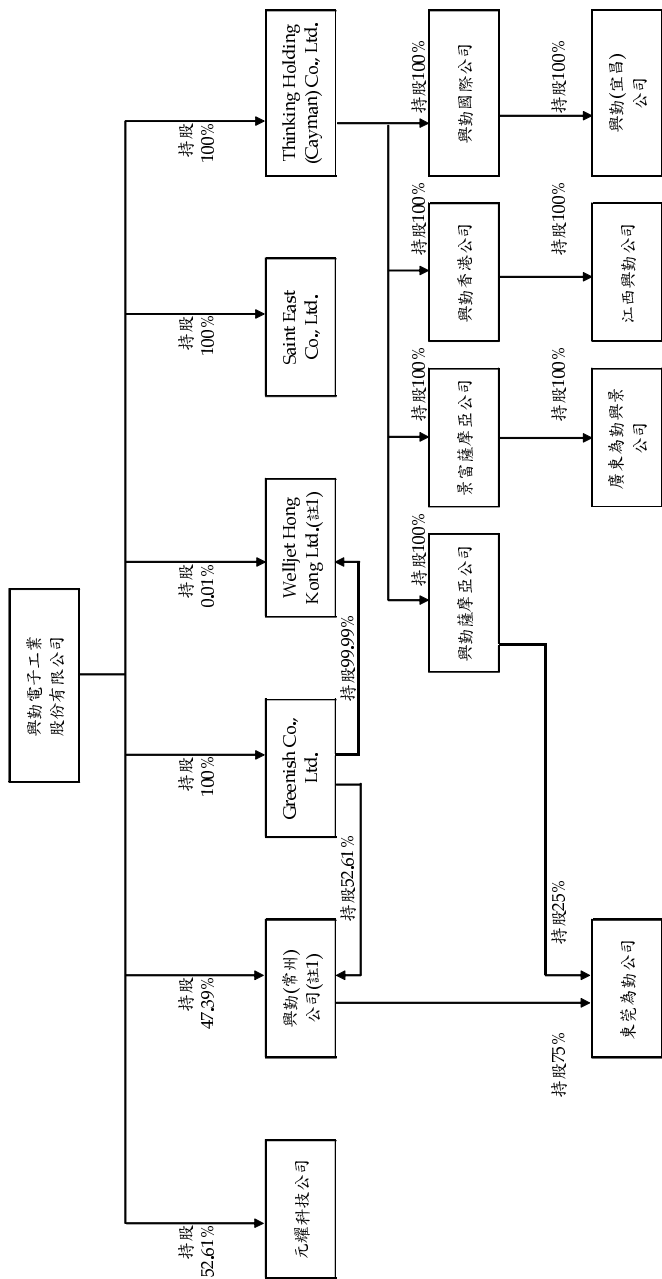 興勤電子工業
股份有限公司
持股
52.61%
持股
47.39%
持股
100%
持股
0.01%
持股
100%
持股
100%
元耀科技公司
興勤(常州)
公司(註1)
Greenish Co.,
Ltd.
Welljet Hong
Kong Ltd.(註1)
Saint East
Co., Ltd.
Thinking Holding
(Cayman) Co., Ltd.
持股52.61%
持股99.99%
持股100%
持股100%
持股100%
持股100%
興勤薩摩亞公司
景富薩摩亞公司
興勤香港公司
興勤國際公司
持股75%
持股25%
持股100%
持股100%
持股100%
東莞為勤公司
廣東為勤興景
公司
江西興勤公司
興勤(宜昌)
公司